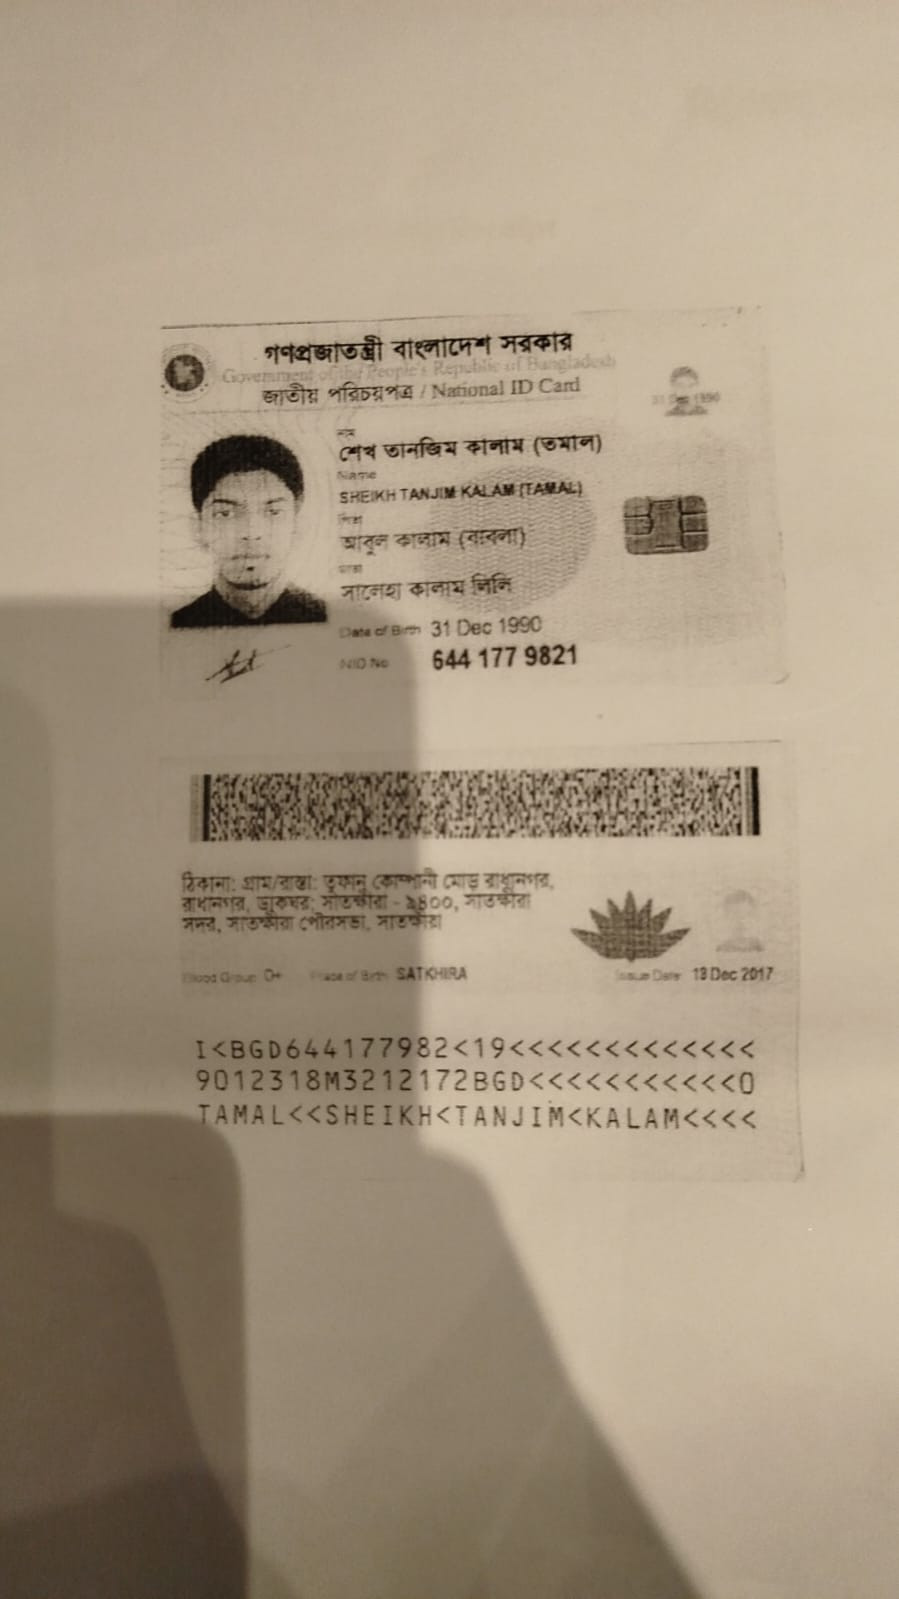 গণপ্রজাতন্ত্রী বাংলাদেশ সরকার
Government of the People's Republic of Bangladesh
জাতীয় পরিচয়পত্র / National ID Card
31 Dec 1990
নাম
শেখ তানজিম কালাম (তমাল)
Name
SHEIKH TANJIM KALAM (TAMAL)
পিতা
আবুল কালাম (বাবলা)
মাতা
সালেহা কালাম লিলি
Date of Birth 31 Dec 1990
NID No 644 177 9821
ঠিকানা: গ্রাম/রাস্তা: তুফান কোম্পানী মোড় রাধানগর,
রাধানগর, ডাকঘর: সাতক্ষীরা - ৯৪০০, সাতক্ষীরা
সদর, সাতক্ষীরা পৌরসভা, সাতক্ষীরা
Blood Group O+ Place of Birth SATKHIRA Issue Date 13 Dec 2017
I<BGD644177982<19<<<<<<<<<<<<<
9012318M3212172BGD<<<<<<<<<<<0
TAMAL<<SHEIKH<TANJIM<KALAM<<<<